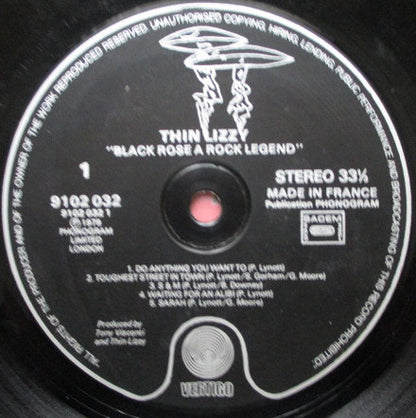 "ALL RIGHTS OF THE PRODUCER AND OF THE OWNER OF THE WORK REPRODUCED RESERVED. UNAUTHORISED COPYING, HIRING, LENDING, PUBLIC PERFORMANCE AND BROADCASTING OF THIS RECORD PROHIBITED."
THIN LIZZY
"BLACK ROSE A ROCK LEGEND"
1
STEREO 33⅓
9102 032
MADE IN FRANCE
9102 032 1
Publication PHONOGRAM
℗ 1979
PHONOGRAM
LIMITED
LONDON
SACEM
1. DO ANYTHING YOU WANT TO (P. Lynott)
2. TOUGHEST STREET IN TOWN (P. Lynott/S. Gorham/G. Moore)
3. S & M (P. Lynott/B. Downey)
4. WAITING FOR AN ALIBI (P. Lynott)
5. SARAH (P. Lynott/G. Moore)
Produced by
Tony Visconti
and Thin Lizzy
VERTIGO